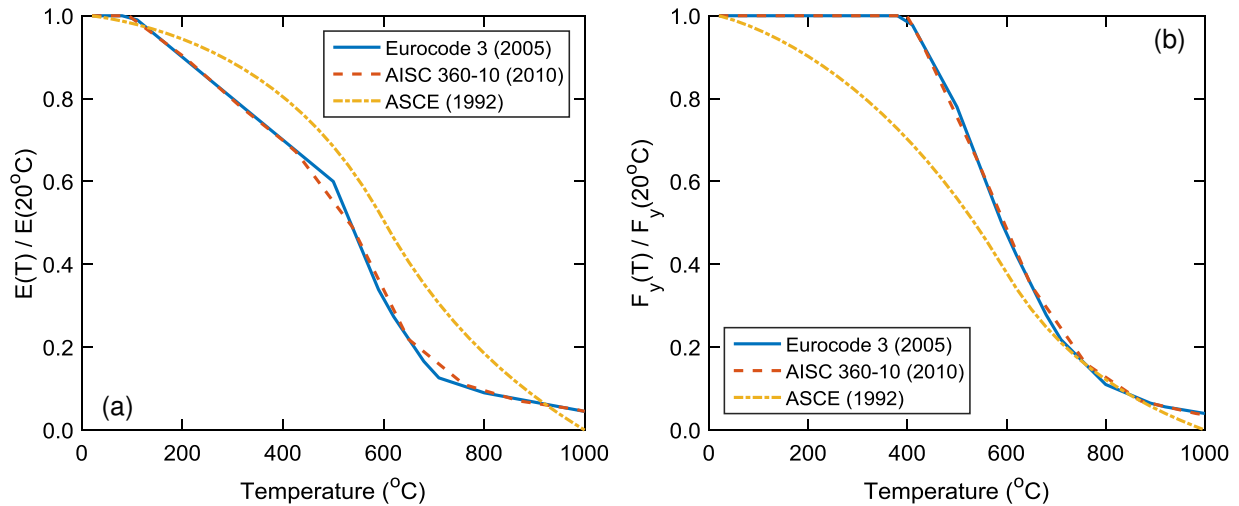 1.0
0.8
0.6
0.4
0.2
0.0
E(T) / E(20°C)
Eurocode 3 (2005)
AISC 360-10 (2010)
ASCE (1992)
(a)
0 200 400 600 800 1000
Temperature (°C)
1.0
0.8
0.6
0.4
0.2
0.0
F_y(T) / F_y(20°C)
(b)
Eurocode 3 (2005)
AISC 360-10 (2010)
ASCE (1992)
0 200 400 600 800 1000
Temperature (°C)